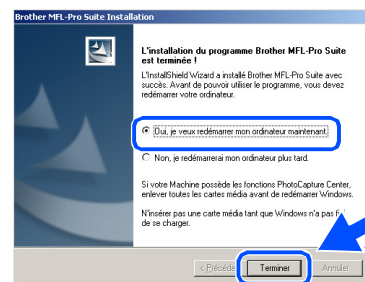 Brother MFL-Pro Suite Installation
L'installation du programme Brother MFL-Pro Suite
est terminée !
L'InstallShield Wizard a installé Brother MFL-Pro Suite avec
succès. Avant de pouvoir utiliser le programme, vous devez
redémarrer votre ordinateur.
Oui, je veux redémarrer mon ordinateur maintenant.
Non, je redémarrerai mon ordinateur plus tard.
Si votre Machine possède les fonctions PhotoCapture Center,
enlever toutes les cartes média avant de redémarrer Windows.
N'insérer pas une carte média tant que Windows n'a pas
de se charger.
Terminer
Annuler